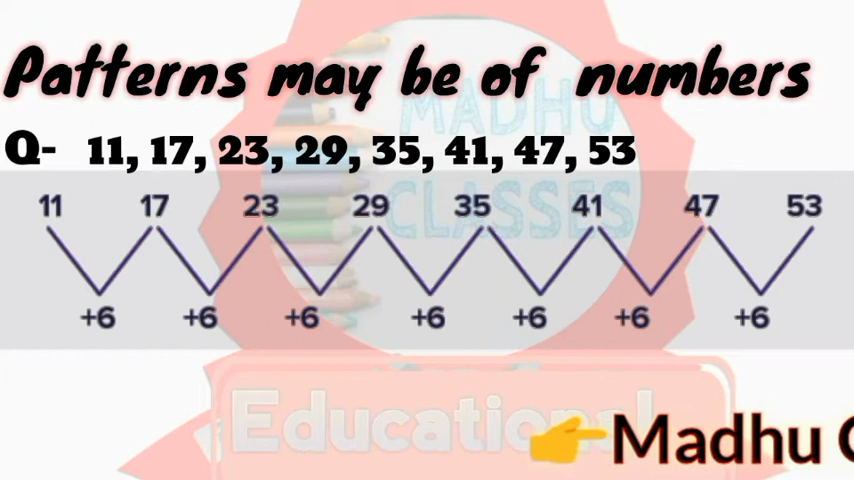 Patterns may be of numbers
Q- 11, 17, 23, 29, 35, 41, 47, 53
11 17 23 29 35 41 47 53
+6 +6 +6 +6 +6 +6 +6
MADHU
CLASSES
Educational
👉Madhu